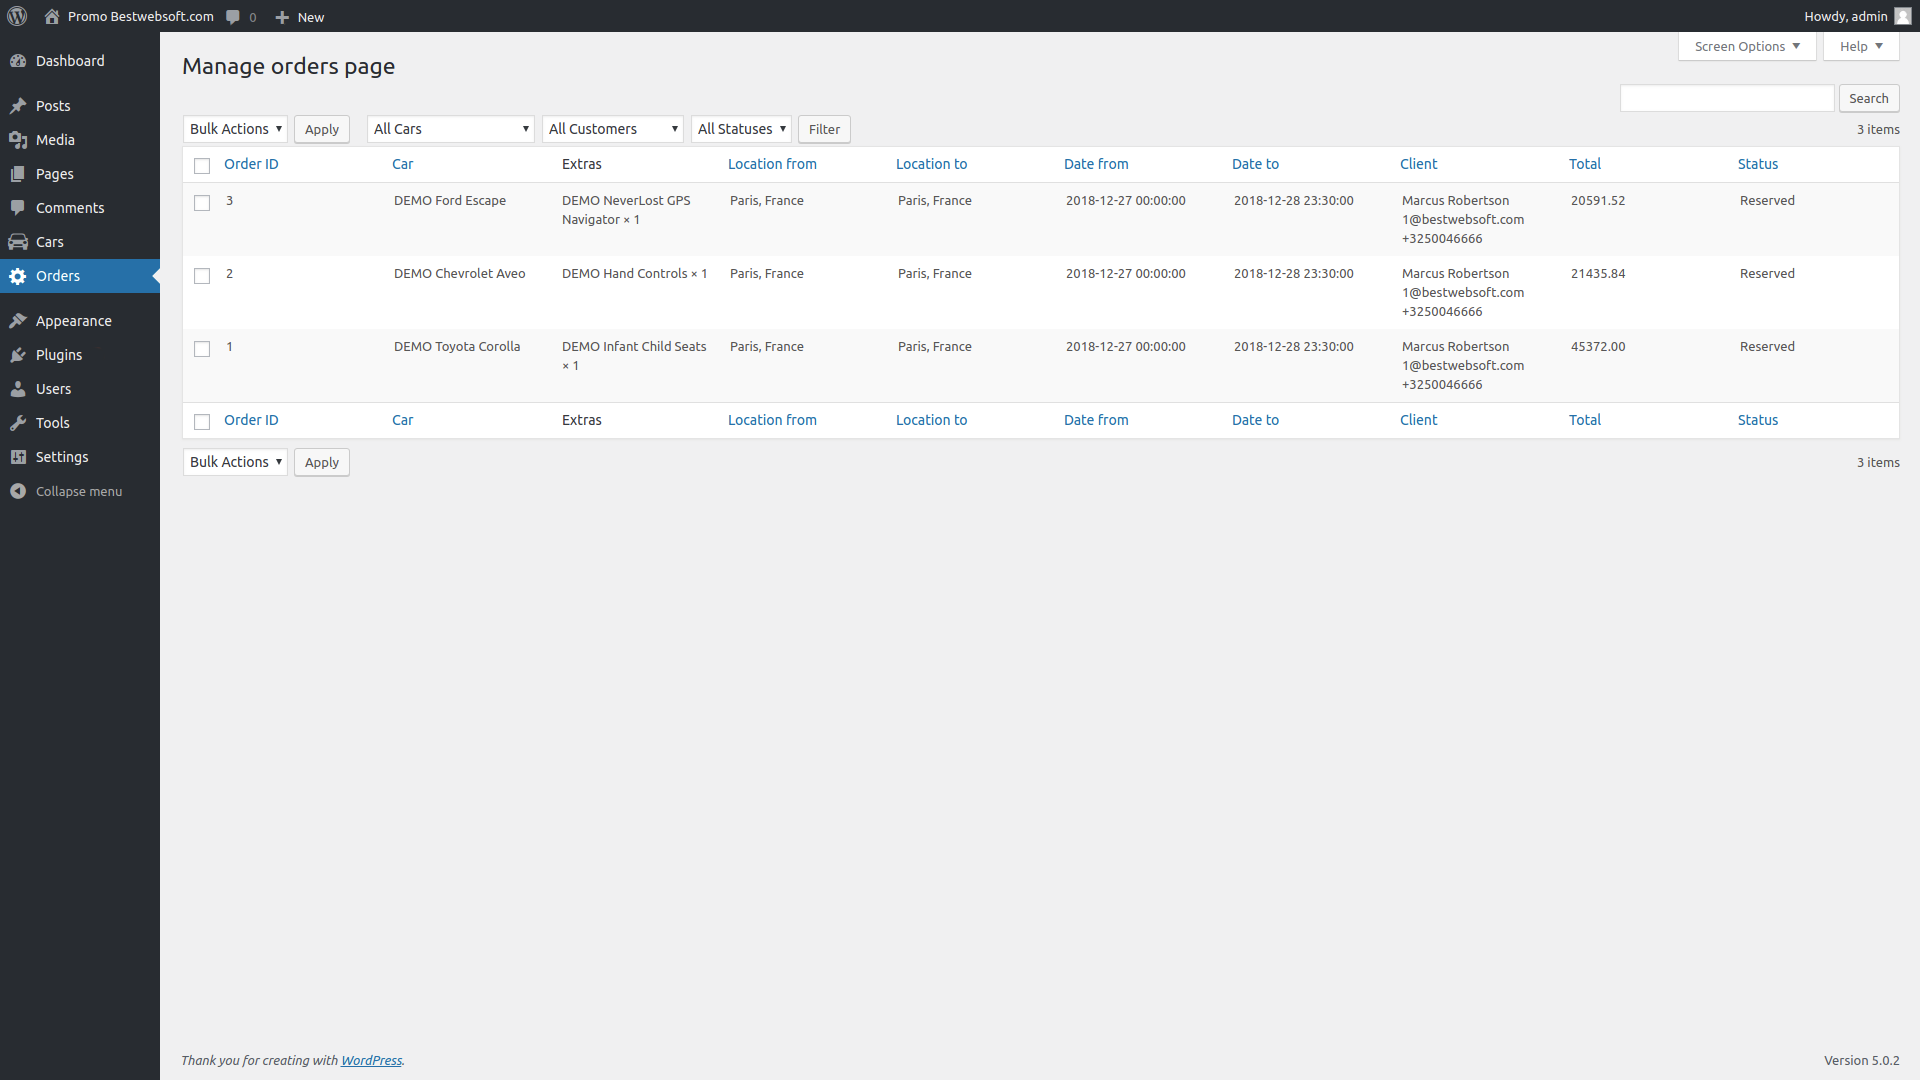 Promo Bestwebsoft.com 0 New Howdy, admin
Dashboard
Posts
Media
Pages
Comments
Cars
Orders
Appearance
Plugins
Users
Tools
Settings
Collapse menu
Screen Options ▼ Help ▼
Manage orders page
Search
Bulk Actions ▼ Apply All Cars ▼ All Customers ▼ All Statuses ▼ Filter 3 items
Order ID Car Extras Location from Location to Date from Date to Client Total Status
3 DEMO Ford Escape DEMO NeverLost GPS Paris, France Paris, France 2018-12-27 00:00:00 2018-12-28 23:30:00 Marcus Robertson 20591.52 Reserved
Navigator × 1 1@bestwebsoft.com
+3250046666
2 DEMO Chevrolet Aveo DEMO Hand Controls × 1 Paris, France Paris, France 2018-12-27 00:00:00 2018-12-28 23:30:00 Marcus Robertson 21435.84 Reserved
1@bestwebsoft.com
+3250046666
1 DEMO Toyota Corolla DEMO Infant Child Seats Paris, France Paris, France 2018-12-27 00:00:00 2018-12-28 23:30:00 Marcus Robertson 45372.00 Reserved
× 1 1@bestwebsoft.com
+3250046666
Order ID Car Extras Location from Location to Date from Date to Client Total Status
Bulk Actions ▼ Apply 3 items
Thank you for creating with WordPress. Version 5.0.2